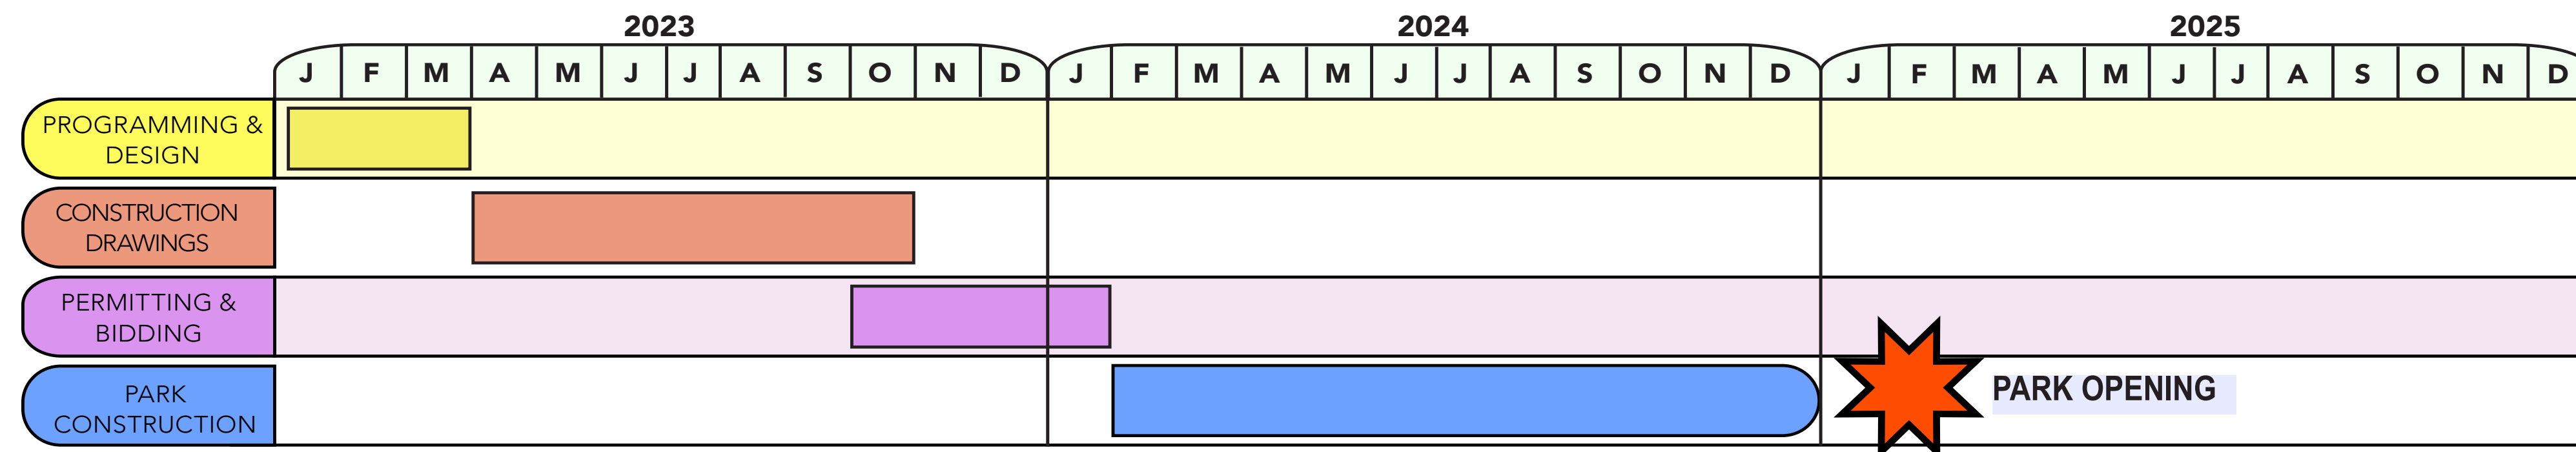 2023 2024 2025
J F M A M J J A S O N D J F M A M J J A S O N D J F M A M J J A S O N D
PROGRAMMING &
DESIGN
CONSTRUCTION
DRAWINGS
PERMITTING &
BIDDING
PARK
CONSTRUCTION
PARK OPENING